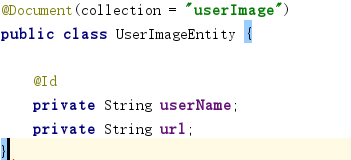 @Document(collection = "userImage")
public class UserImageEntity {
@Id
private String userName;
private String url;
}